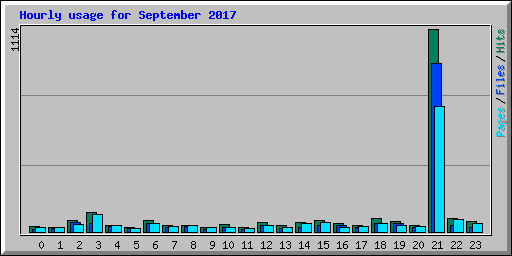 Hourly usage for September 2017
1114
Pages / Files / Hits
0 1 2 3 4 5 6 7 8 9 10 11 12 13 14 15 16 17 18 19 20 21 22 23